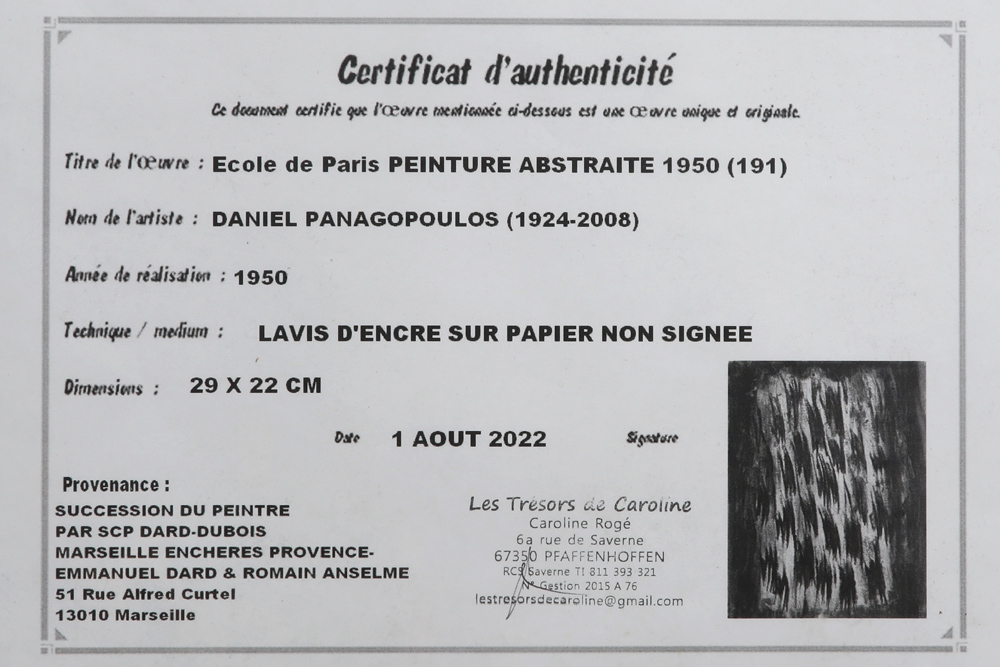 Certificat d'authenticité
Ce document certifie que l'Œuvre mentionnée ci-dessous est une Œuvre unique et originale.
Titre de l'œuvre : Ecole de Paris PEINTURE ABSTRAITE 1950 (191)
Nom de l'artiste : DANIEL PANAGOPOULOS (1924-2008)
Année de réalisation : 1950
Technique / medium : LAVIS D'ENCRE SUR PAPIER NON SIGNEE
Dimensions : 29 X 22 CM
Date 1 AOUT 2022 Signature
Provenance :
SUCCESSION DU PEINTRE
PAR SCP DARD-DUBOIS
MARSEILLE ENCHERES PROVENCE-
EMMANUEL DARD & ROMAIN ANSELME
51 Rue Alfred Curtel
13010 Marseille
Les Trésors de Caroline
Caroline Rogé
6a rue de Saverne
67350 PFAFFENHOFFEN
RCS Saverne TI 811 393 321
N° Gestion 2015 A 76
lestresorsdecaroline@gmail.com